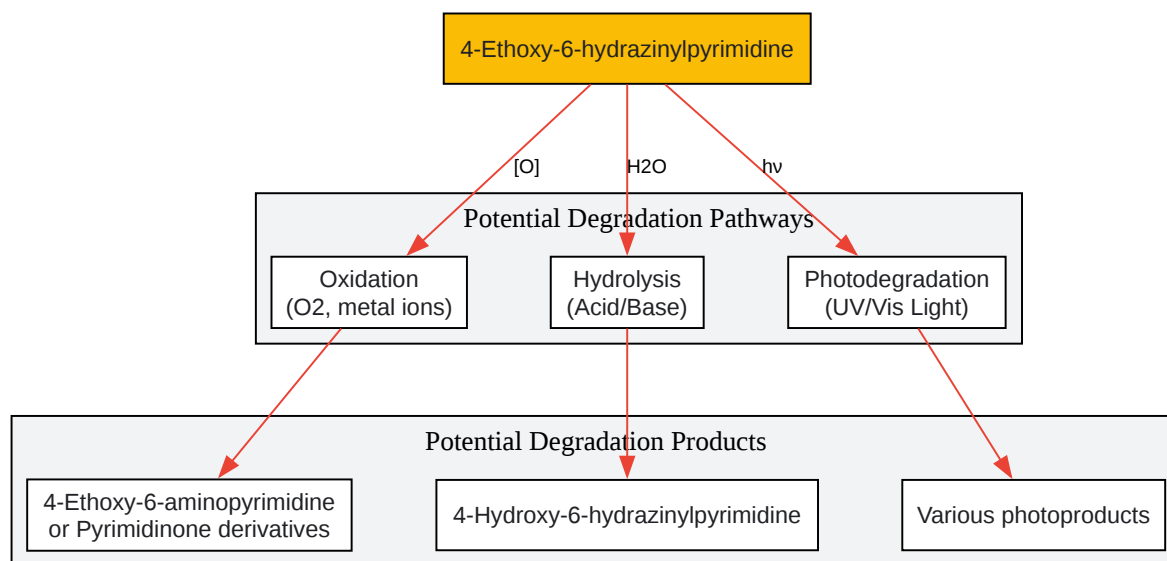 4-Ethoxy-6-hydrazinylpyrimidine
[O]
H2O
hν
Potential Degradation Pathways
Oxidation
(O2, metal ions)
Hydrolysis
(Acid/Base)
Photodegradation
(UV/Vis Light)
Potential Degradation Products
4-Ethoxy-6-aminopyrimidine
or Pyrimidinone derivatives
4-Hydroxy-6-hydrazinylpyrimidine
Various photoproducts